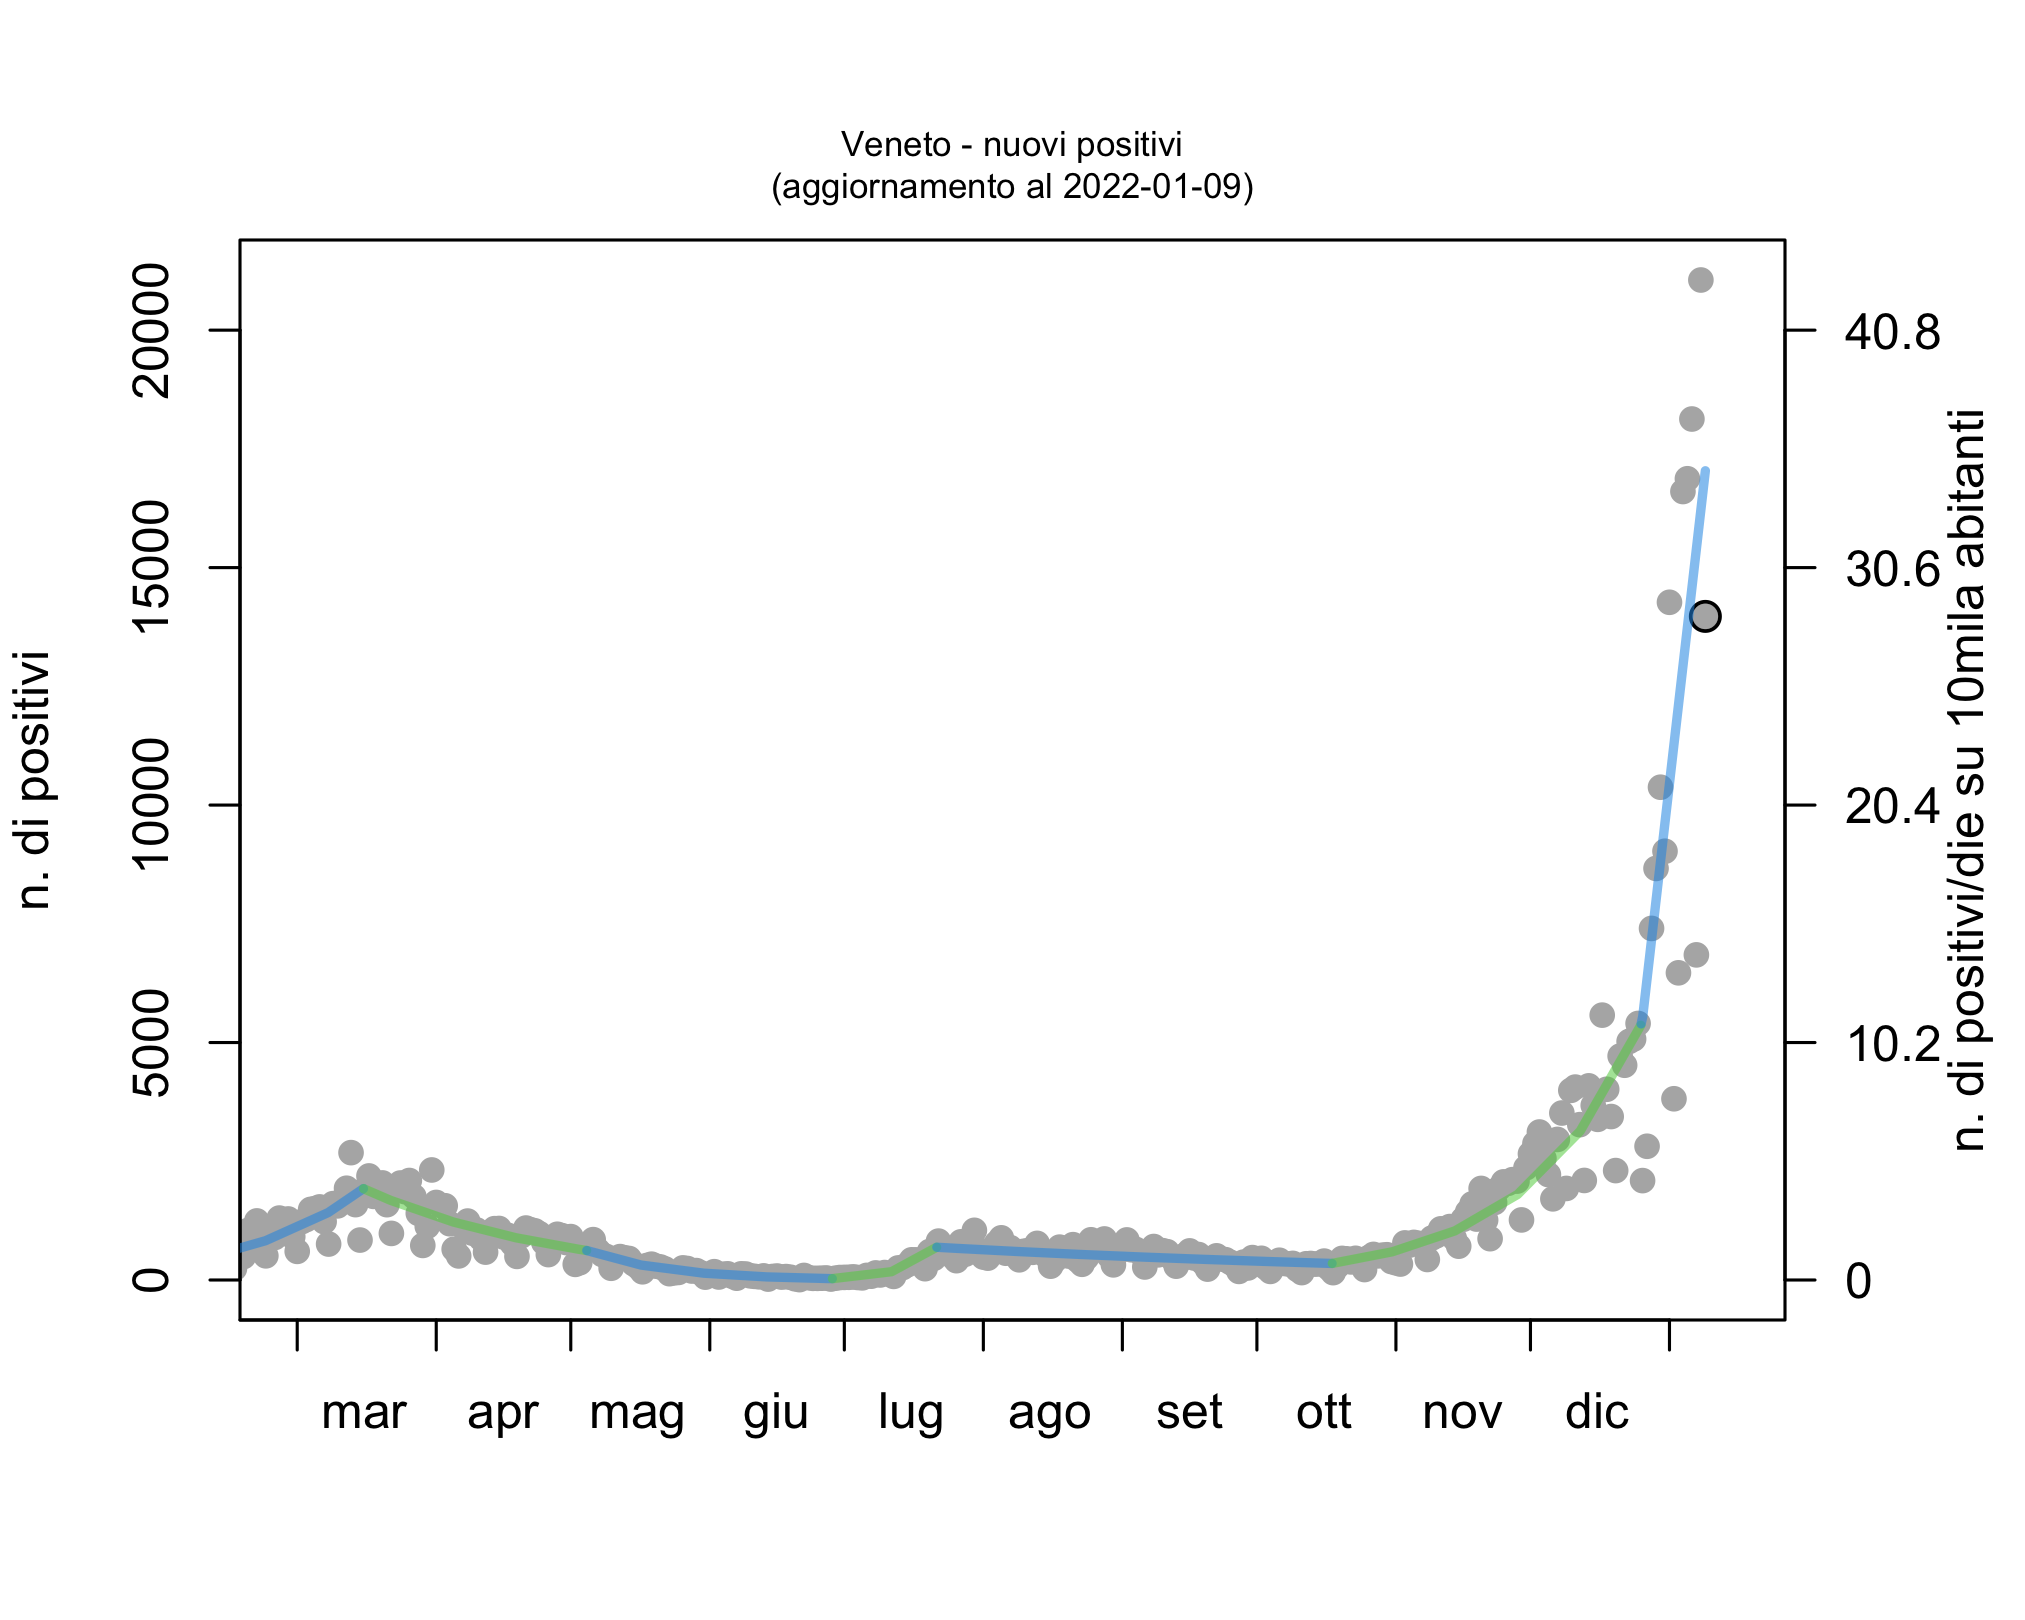 Veneto - nuovi positivi
(aggiornamento al 2022-01-09)
n. di positivi
20000
15000
10000
5000
0
40.8
30.6
20.4
10.2
0
n. di positivi/die su 10mila abitanti
mar apr mag giu lug ago set ott nov dic